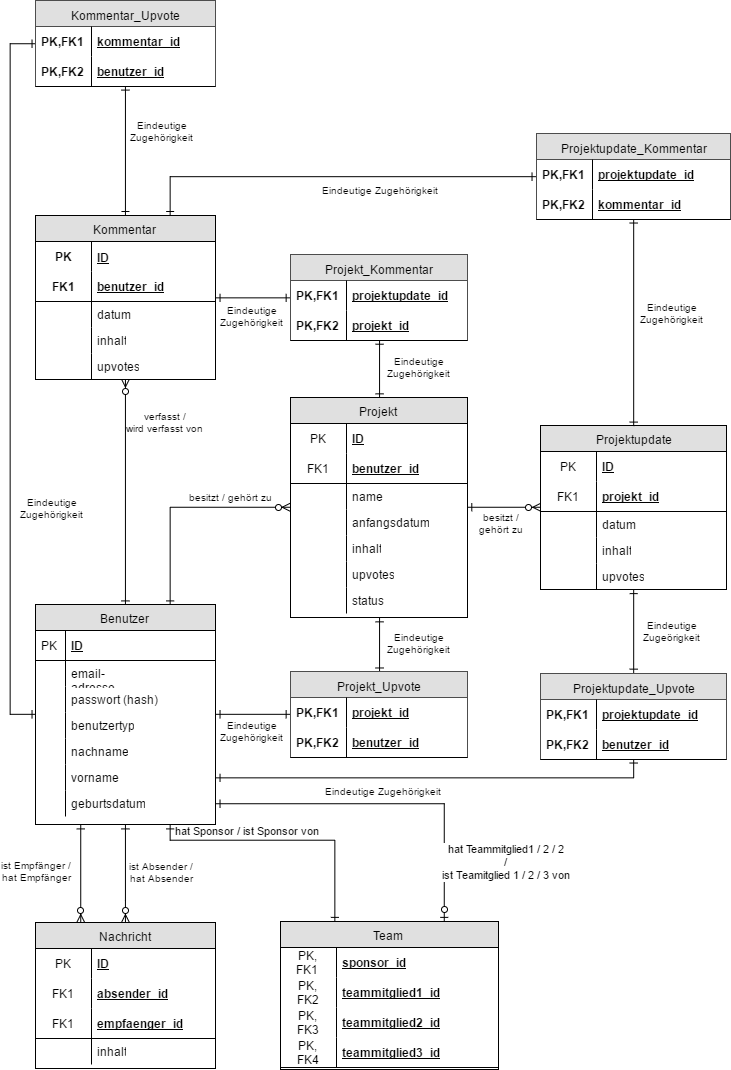 Kommentar_Upvote
PK,FK1 kommentar_id
PK,FK2 benutzer_id
Eindeutige
Zugehörigkeit
Projektupdate_Kommentar
PK,FK1 projektupdate_id
PK,FK2 kommentar_id
Eindeutige Zugehörigkeit
Kommentar
PK ID
FK1 benutzer_id
datum
inhalt
upvotes
Eindeutige
Zugehörigkeit
Projekt_Kommentar
PK,FK1 projektupdate_id
PK,FK2 projekt_id
Eindeutige
Zugehörigkeit
Eindeutige
Zugehörigkeit
verfasst /
wird verfasst von
Projekt
PK ID
FK1 benutzer_id
name
anfangsdatum
inhalt
upvotes
status
Projektupdate
PK ID
FK1 projekt_id
datum
inhalt
upvotes
besitzt / gehört zu
besitzt /
gehört zu
Eindeutige
Zugehörigkeit
Benutzer
PK ID
email-
adresse
passwort (hash)
benutzertyp
nachname
vorname
geburtsdatum
Eindeutige
Zugehörigkeit
Eindeutige
Zugeörigkeit
Projekt_Upvote
PK,FK1 projekt_id
PK,FK2 benutzer_id
Eindeutige
Zugehörigkeit
Projektupdate_Upvote
PK,FK1 projektupdate_id
PK,FK2 benutzer_id
Eindeutige Zugehörigkeit
hat Sponsor / ist Sponsor von
hat Teammitglied1 / 2 / 2
/
ist Teamitglied 1 / 2 / 3 von
ist Empfänger /
hat Empfänger
ist Absender /
hat Absender
Nachricht
PK ID
FK1 absender_id
FK1 empfaenger_id
inhalt
Team
PK,
FK1 sponsor_id
PK,
FK2 teammitglied1_id
PK,
FK3 teammitglied2_id
PK,
FK4 teammitglied3_id